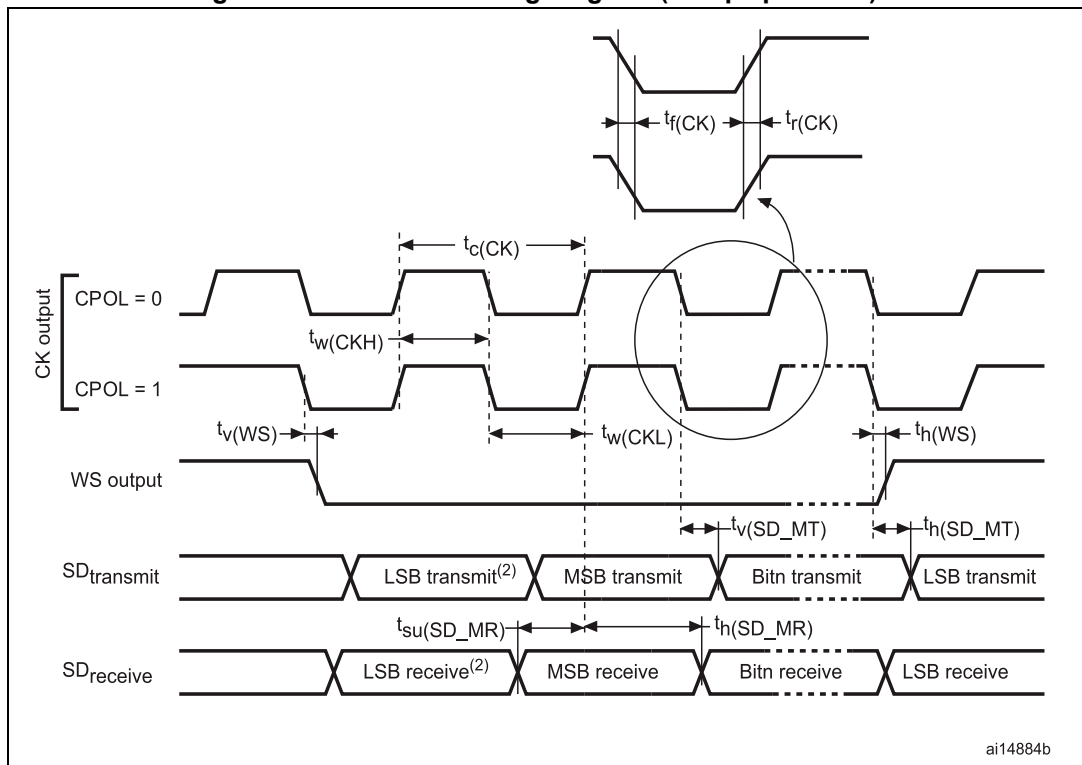 tf(CK)
tr(CK)
tc(CK)
CK output
CPOL = 0
tw(CKH)
CPOL = 1
tv(WS)
tw(CKL)
th(WS)
WS output
tv(SD_MT)
th(SD_MT)
SDtransmit
LSB transmit(2)
MSB transmit
Bitn transmit
LSB transmit
tsu(SD_MR)
th(SD_MR)
SDreceive
LSB receive(2)
MSB receive
Bitn receive
LSB receive
ai14884b